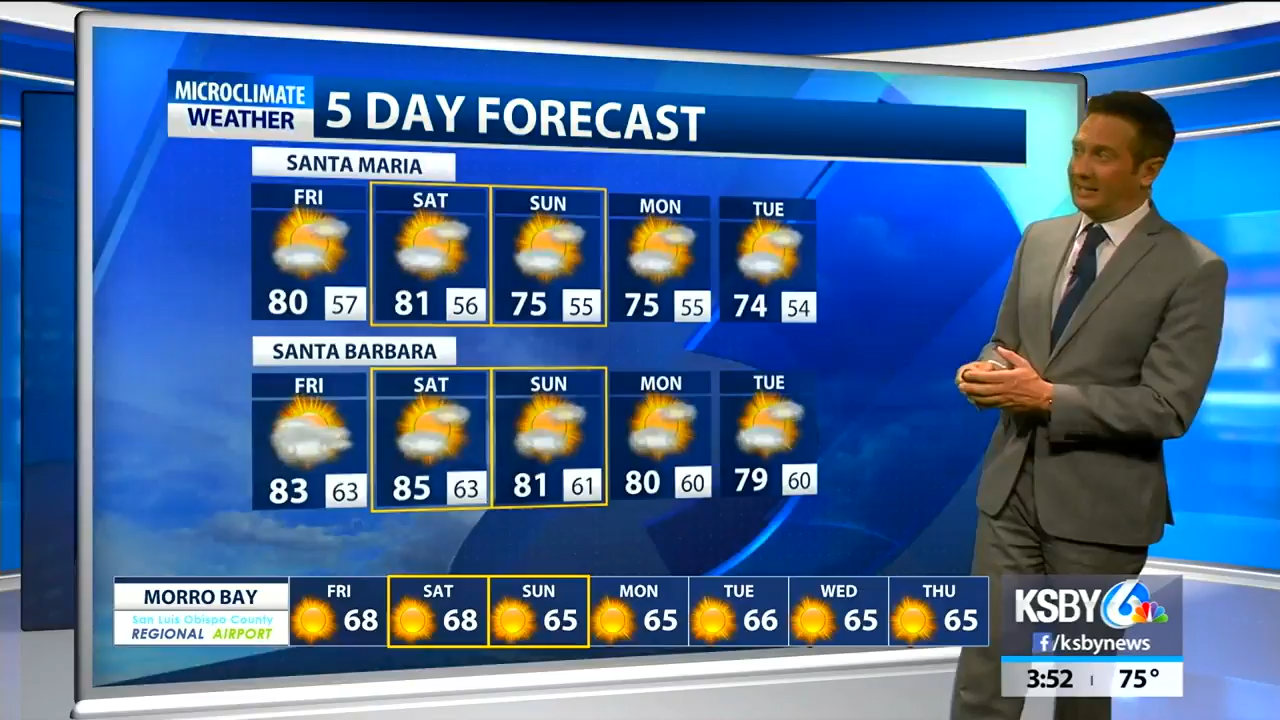 MICROCLIMATE
WEATHER
5 DAY FORECAST
SANTA MARIA
FRI SAT SUN MON TUE
80 57 81 56 75 55 75 55 74 54
SANTA BARBARA
FRI SAT SUN MON TUE
83 63 85 63 81 61 80 60 79 60
MORRO BAY
San Luis Obispo County
REGIONAL AIRPORT
FRI SAT SUN MON TUE WED THU
68 68 65 65 66 65 65
KSBY 6
f/ksbynews
3:52 75°